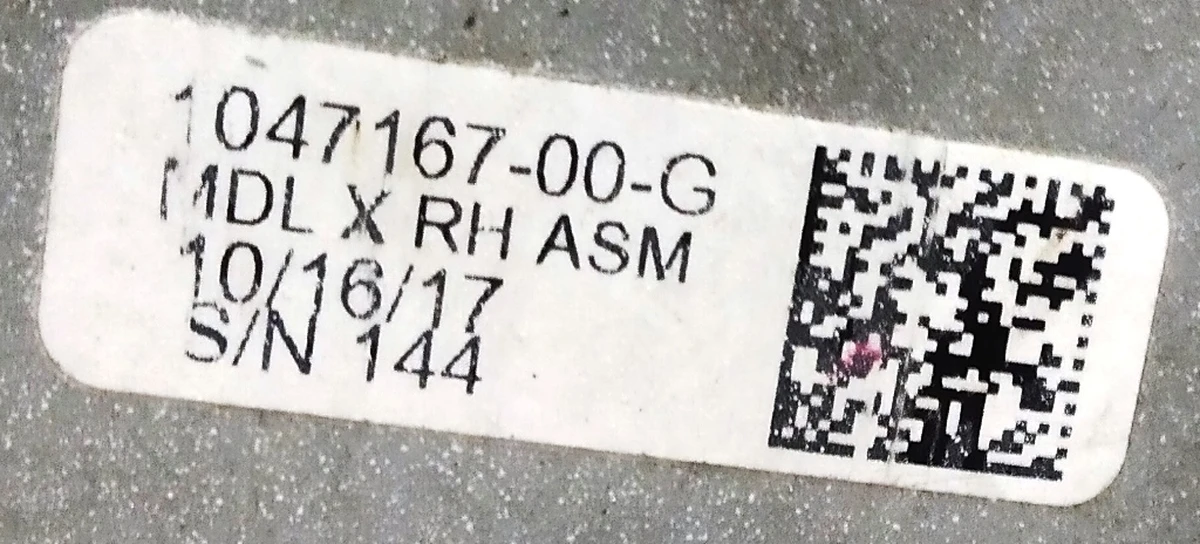 1047167-00-G
MDL X RH ASM
10/16/17
S/N 144